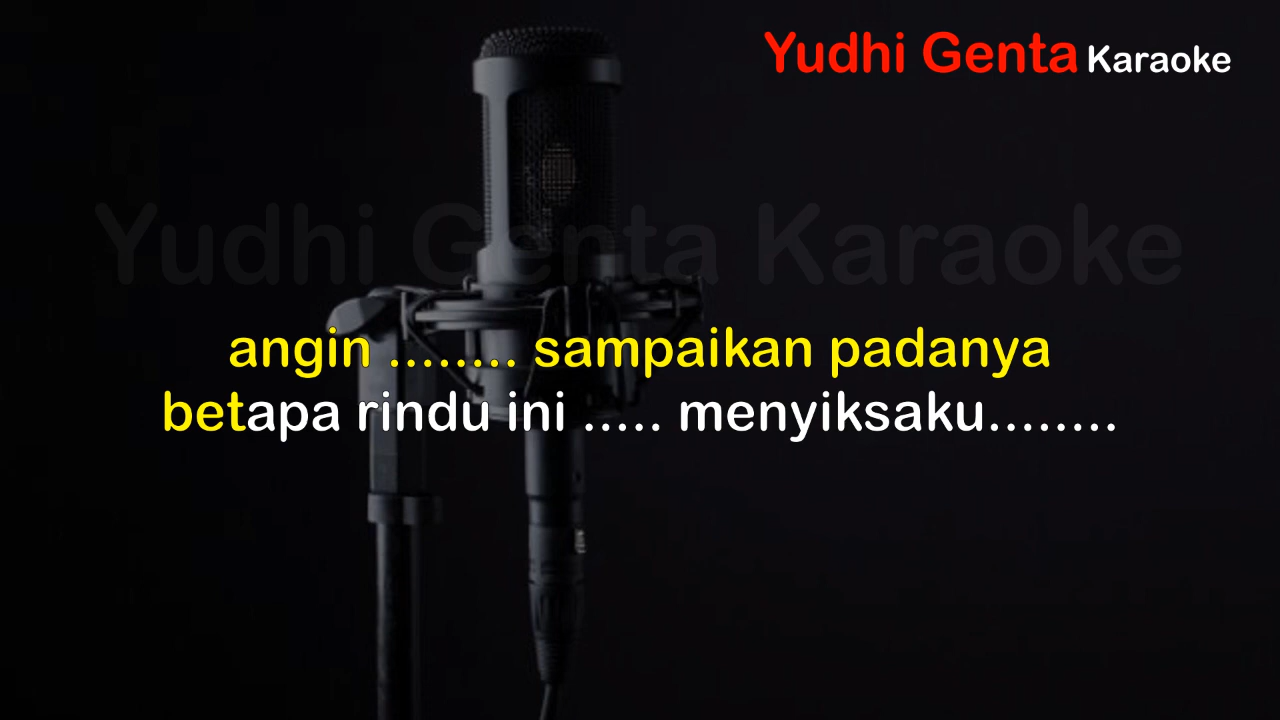 Yudhi Genta Karaoke
Yudhi Genta Karaoke
angin ........ sampaikan padanya
betapa rindu ini ..... menyiksaku........